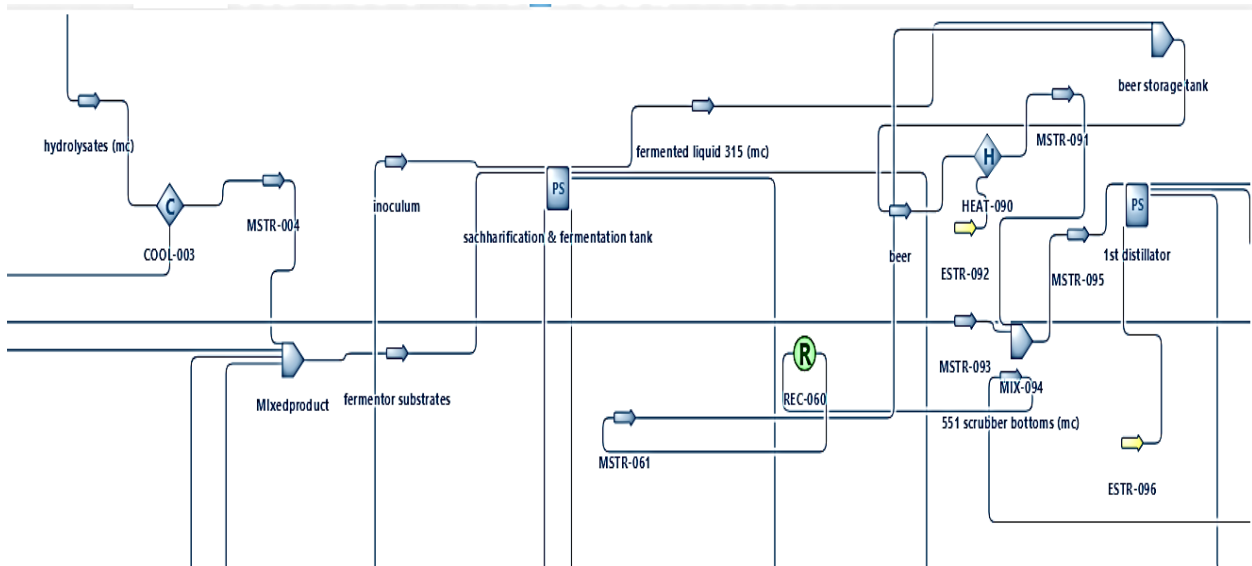 beer storage tank
hydrolysates (mc)
fermented liquid 315 (mc)
MSTR-091
H
PS
C
inoculum
HEAT-090
PS
MSTR-004
sachharification & fermentation tank
COOL-003
beer
ESTR-092
MSTR-095
1st distillator
R
MSTR-093
MIX-094
MIxedproduct
fermentor substrates
REC-060
551 scrubber bottoms (mc)
MSTR-061
ESTR-096